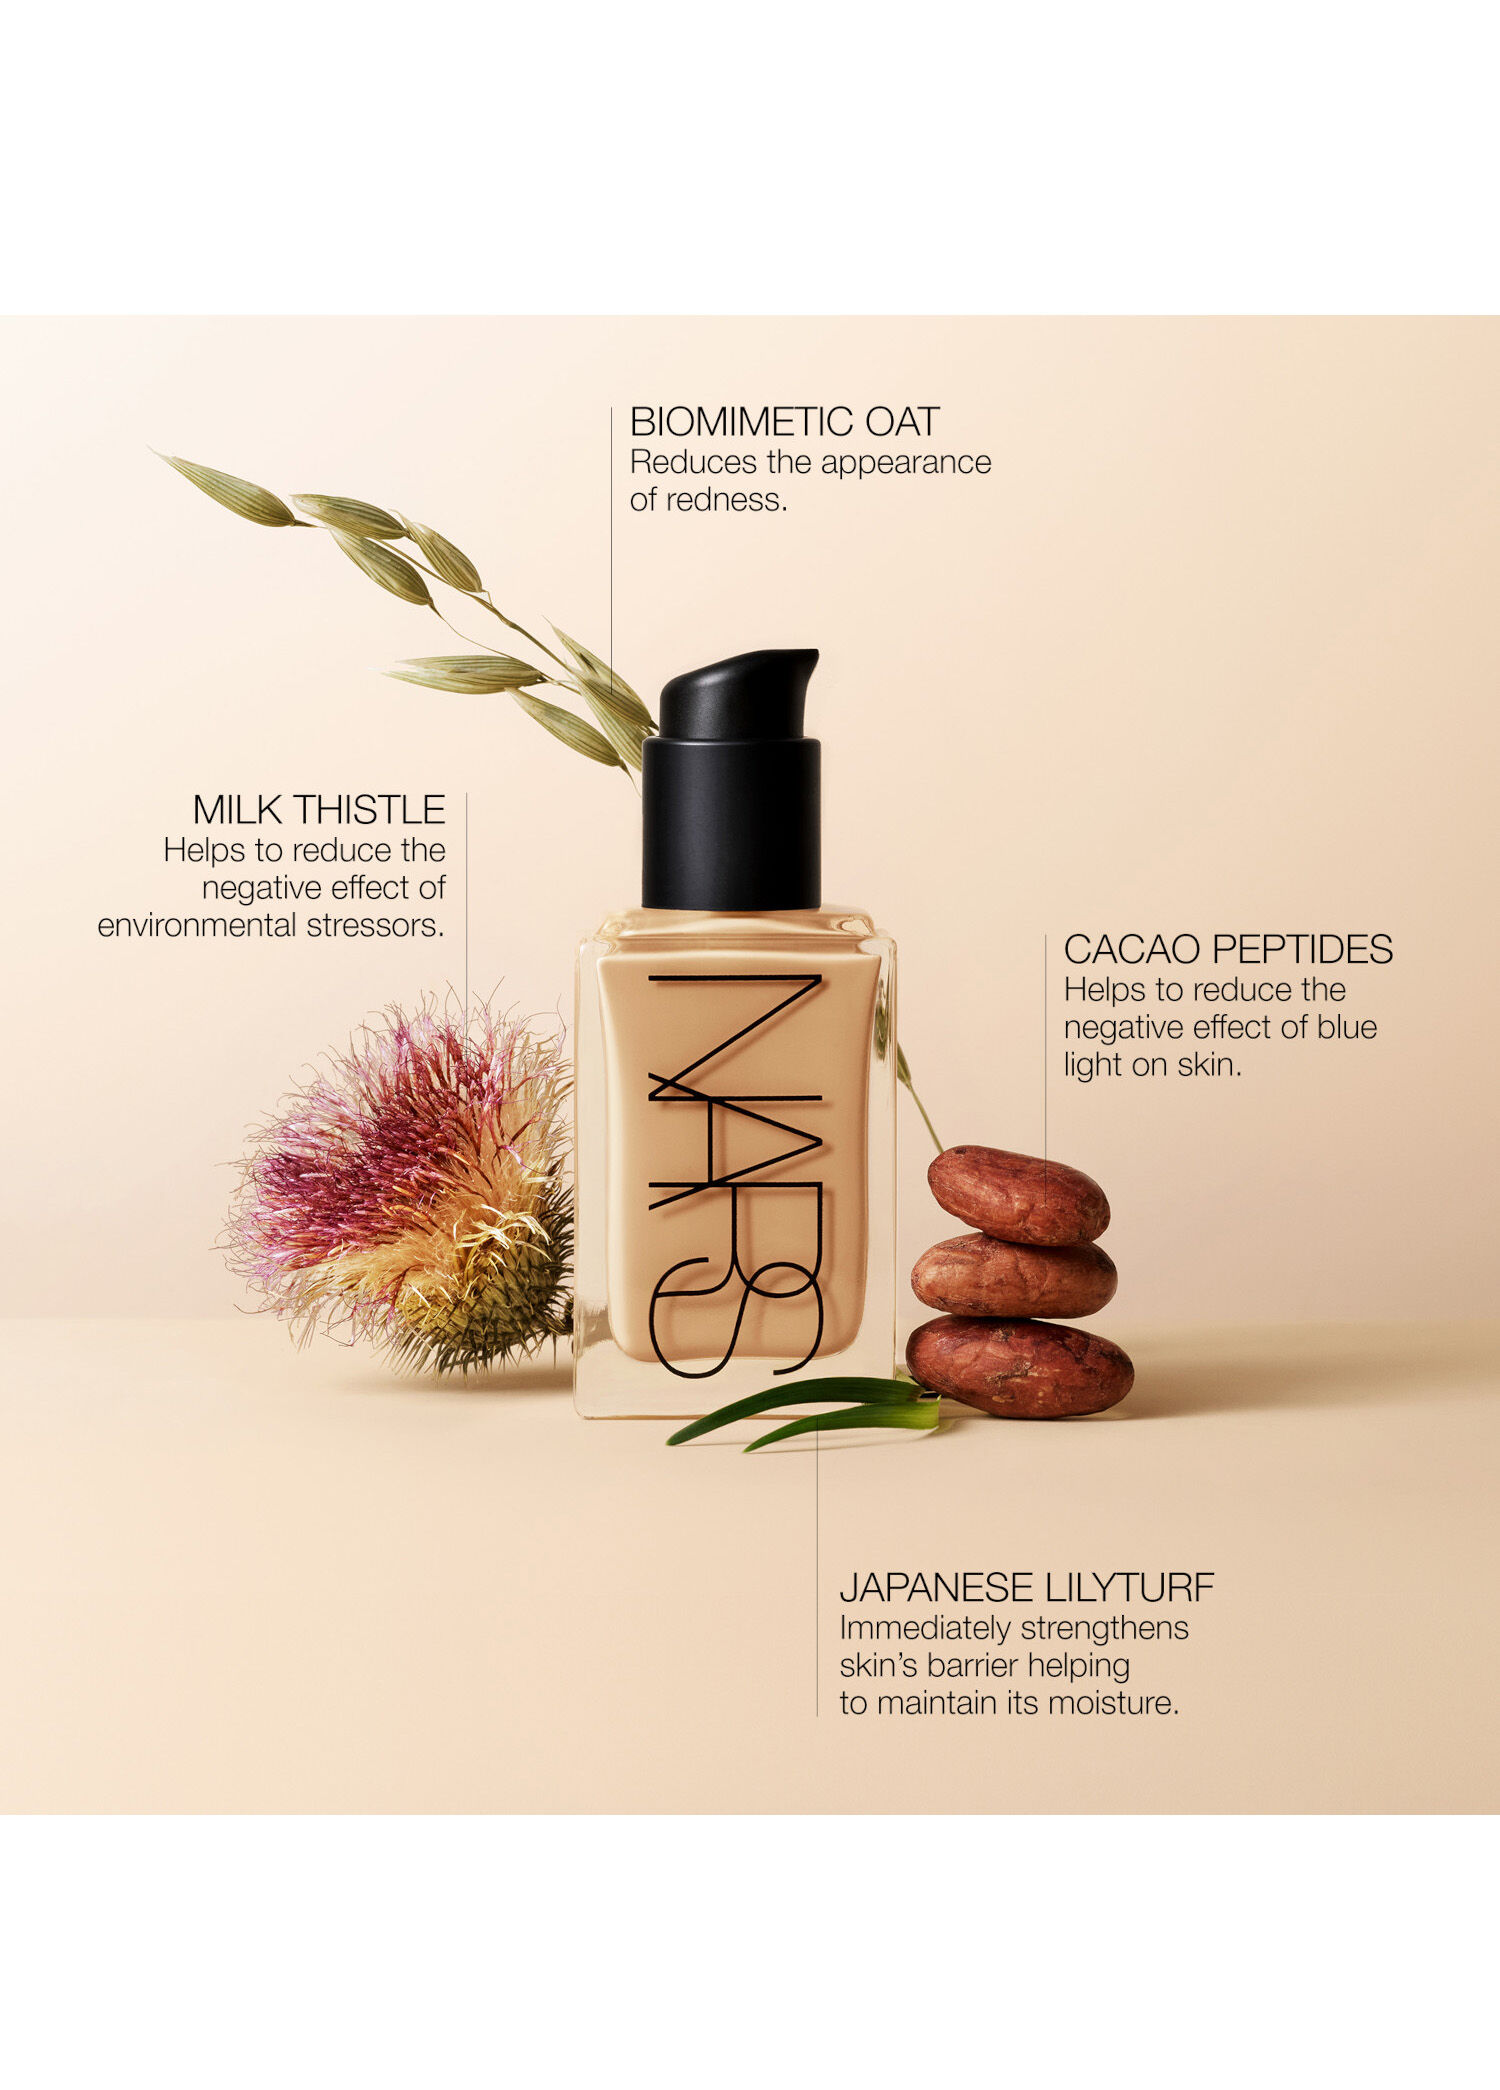 BIOMIMETIC OAT
Reduces the appearance
of redness.
MILK THISTLE
Helps to reduce the
negative effect of
environmental stressors.
CACAO PEPTIDES
Helps to reduce the
negative effect of blue
light on skin.
NARS
JAPANESE LILYTURF
Immediately strengthens
skin’s barrier helping
to maintain its moisture.